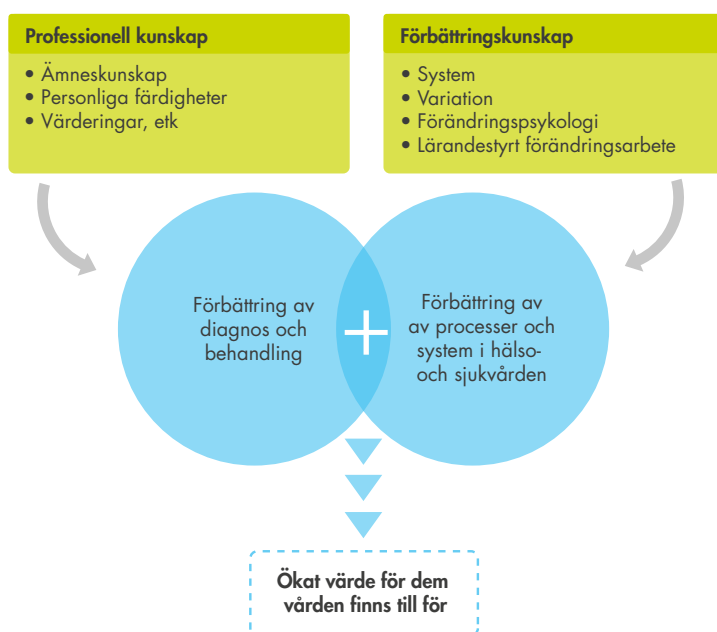 Professionell kunskap
• Ämneskunskap
• Personliga färdigheter
• Värderingar, etk
Förbättringskunskap
• System
• Variation
• Förändringspsykologi
• Lärandestyrt förändringsarbete
Förbättring av
diagnos och
behandling
+
Förbättring av
av processer och
system i hälso-
och sjukvården
Ökat värde för dem
vården finns till för